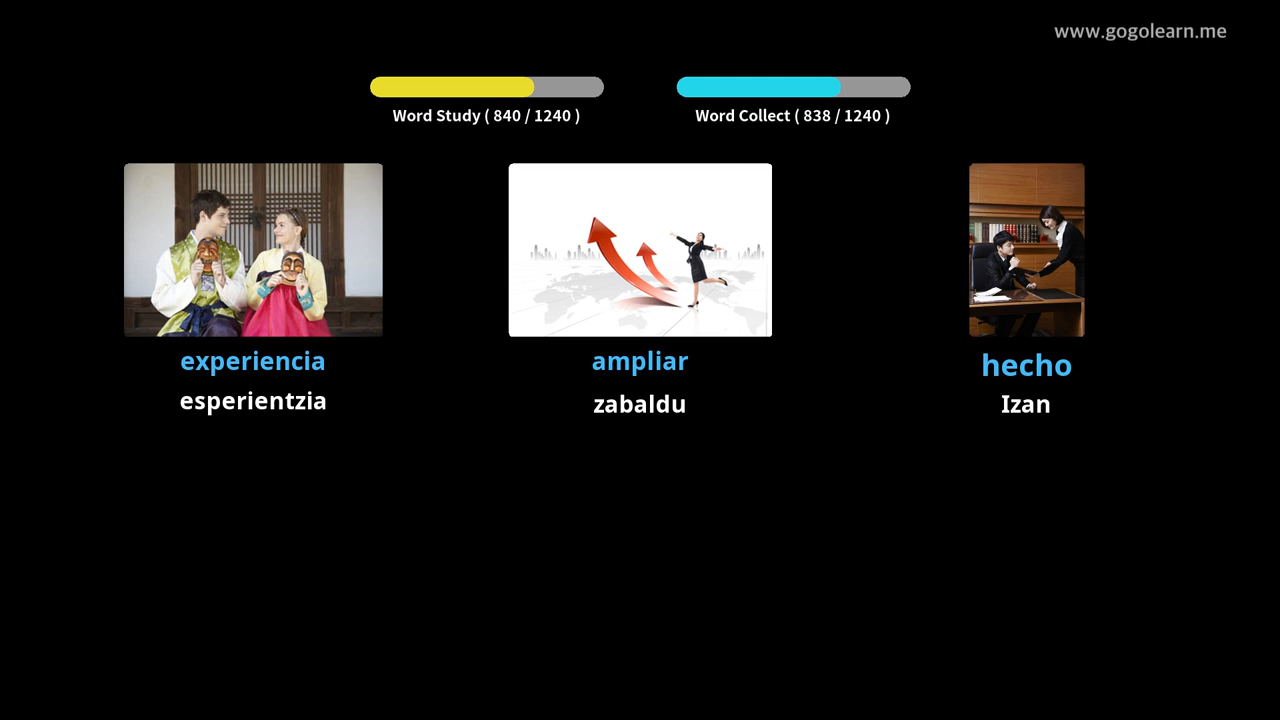 www.gogolearn.me
Word Study ( 840 / 1240 )
Word Collect ( 838 / 1240 )
experiencia
esperientzia
ampliar
zabaldu
hecho
Izan